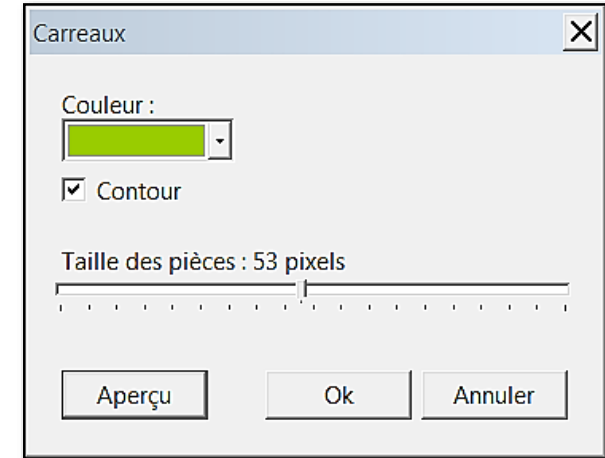 Carreaux
Couleur :
Contour
Taille des pièces : 53 pixels
Aperçu Ok Annuler